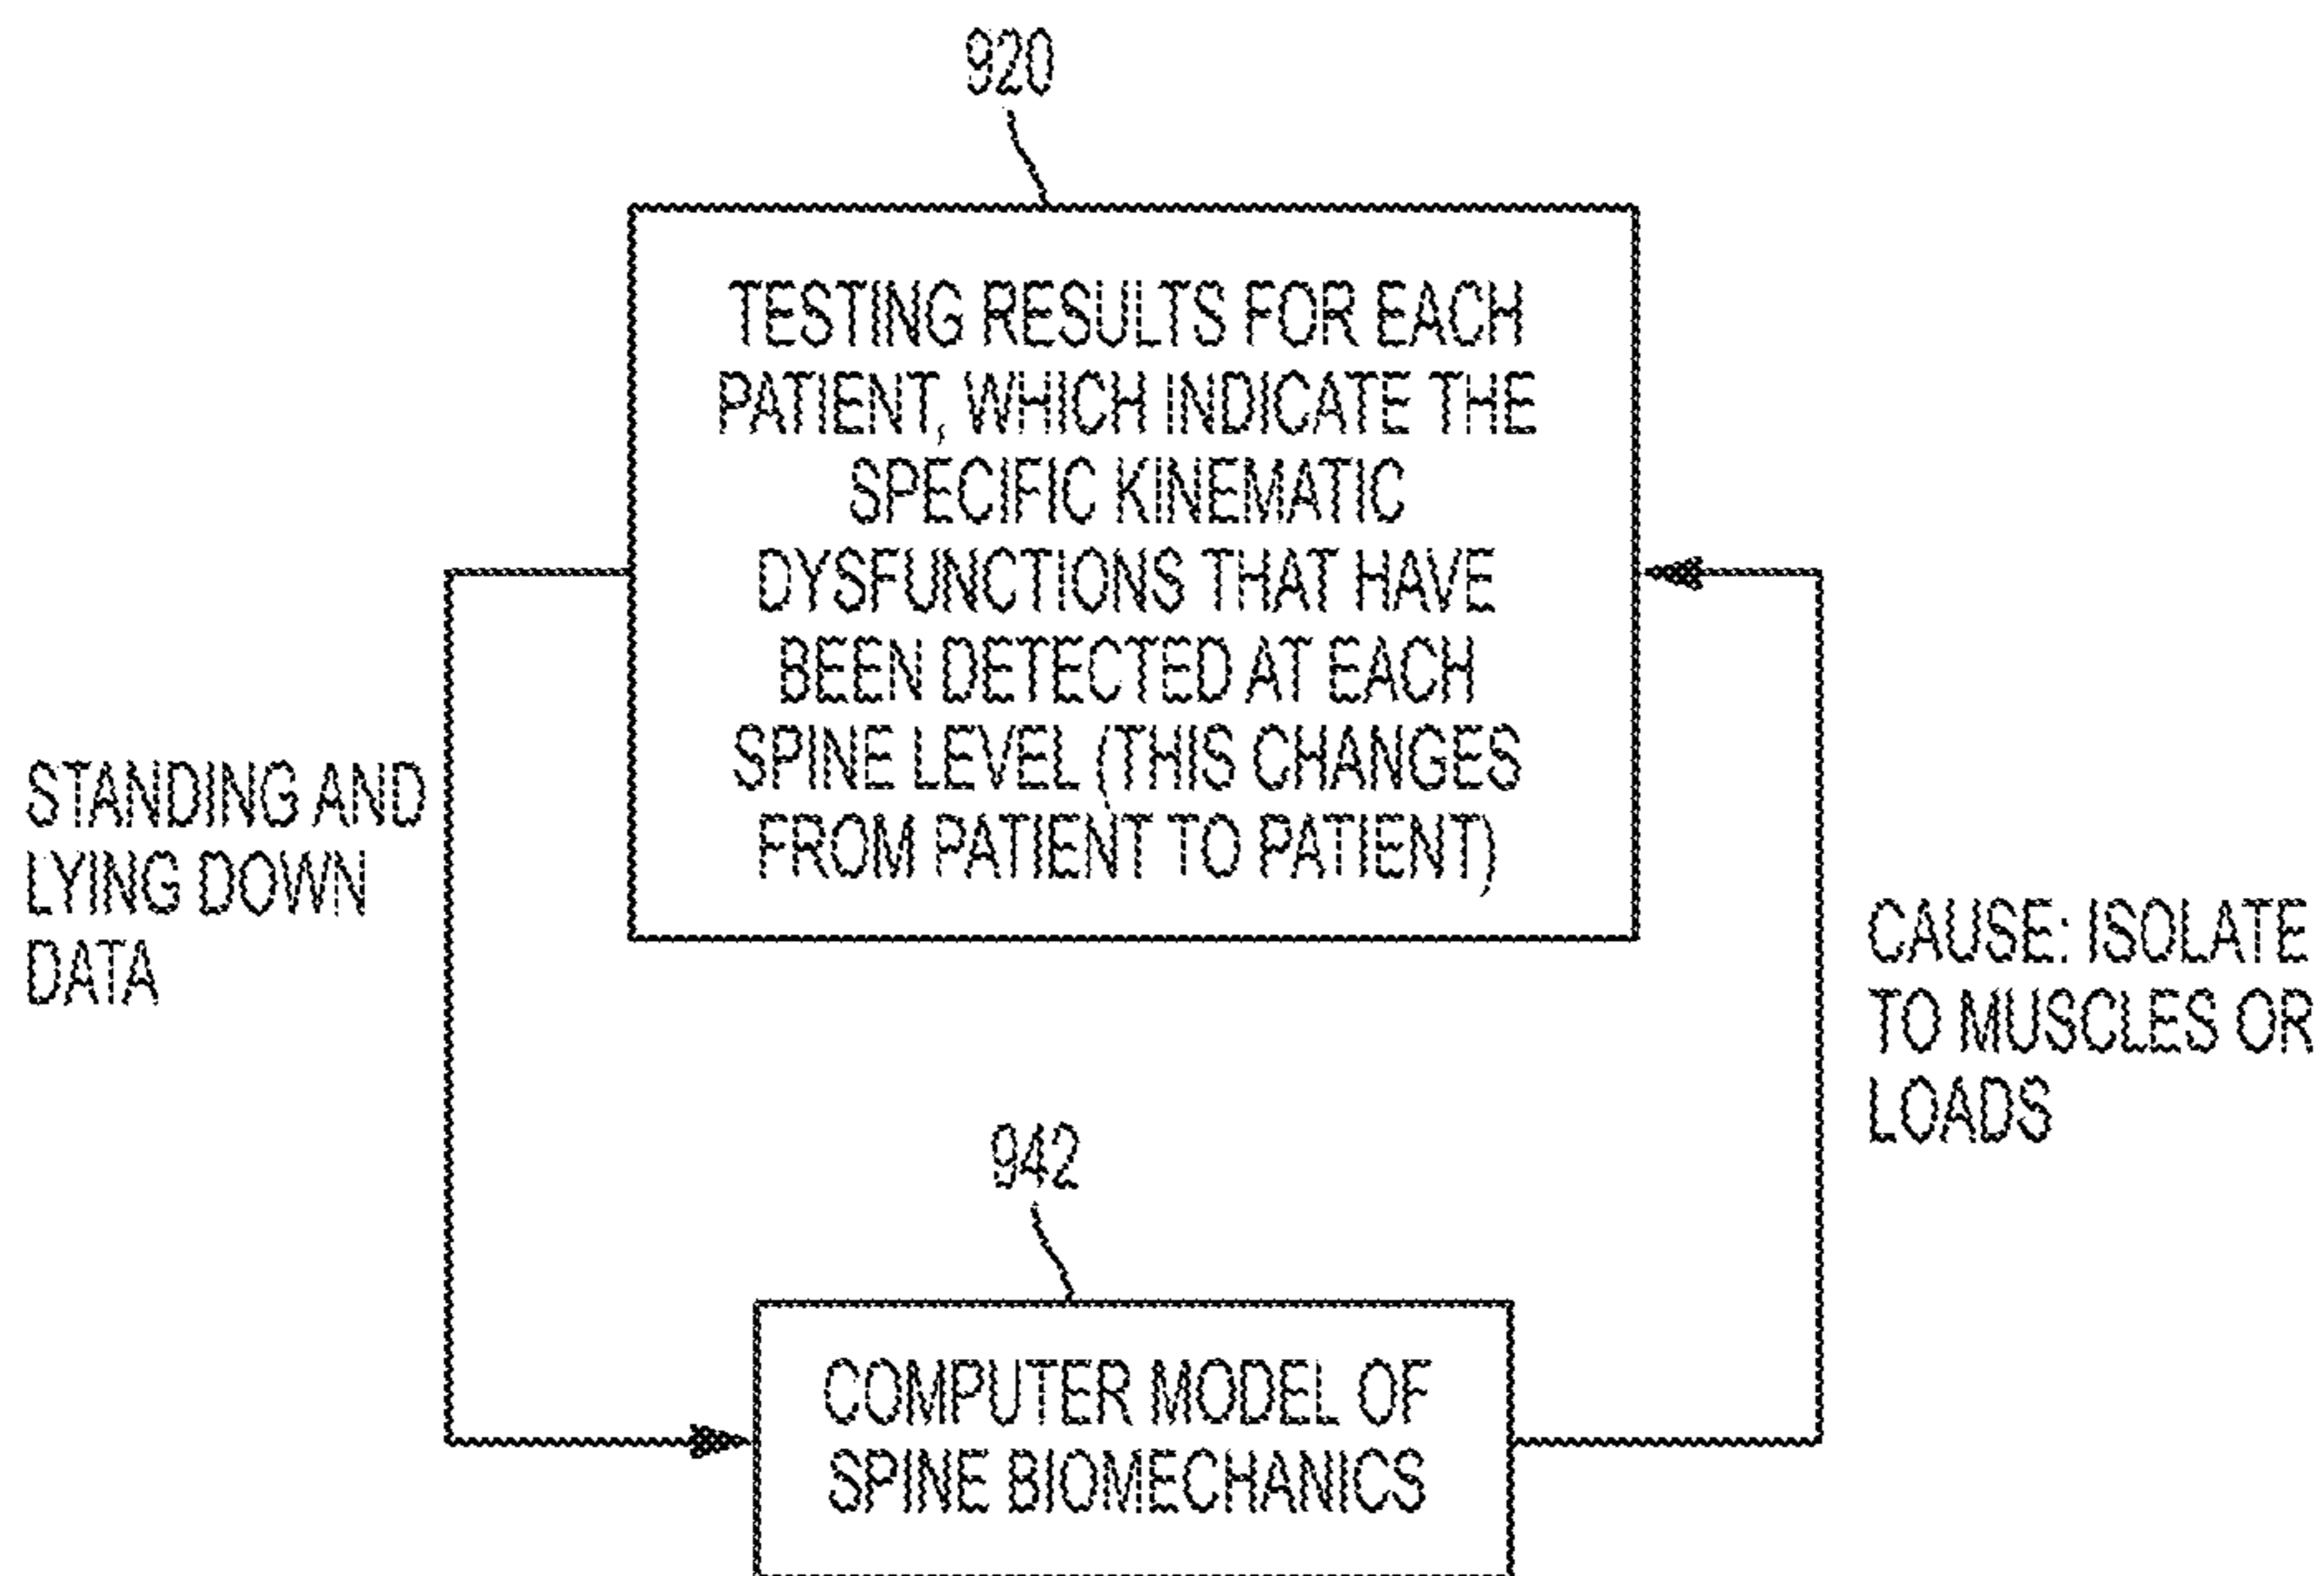 920
TESTING RESULTS FOR EACH
PATIENT, WHICH INDICATE THE
SPECIFIC KINEMATIC
DYSFUNCTIONS THAT HAVE
BEEN DETECTED AT EACH
SPINE LEVEL (THIS CHANGES
FROM PATIENT TO PATIENT)
STANDING AND
LYING DOWN
DATA
CAUSE: ISOLATE
TO MUSCLES OR
LOADS
942
COMPUTER MODEL OF
SPINE BIOMECHANICS